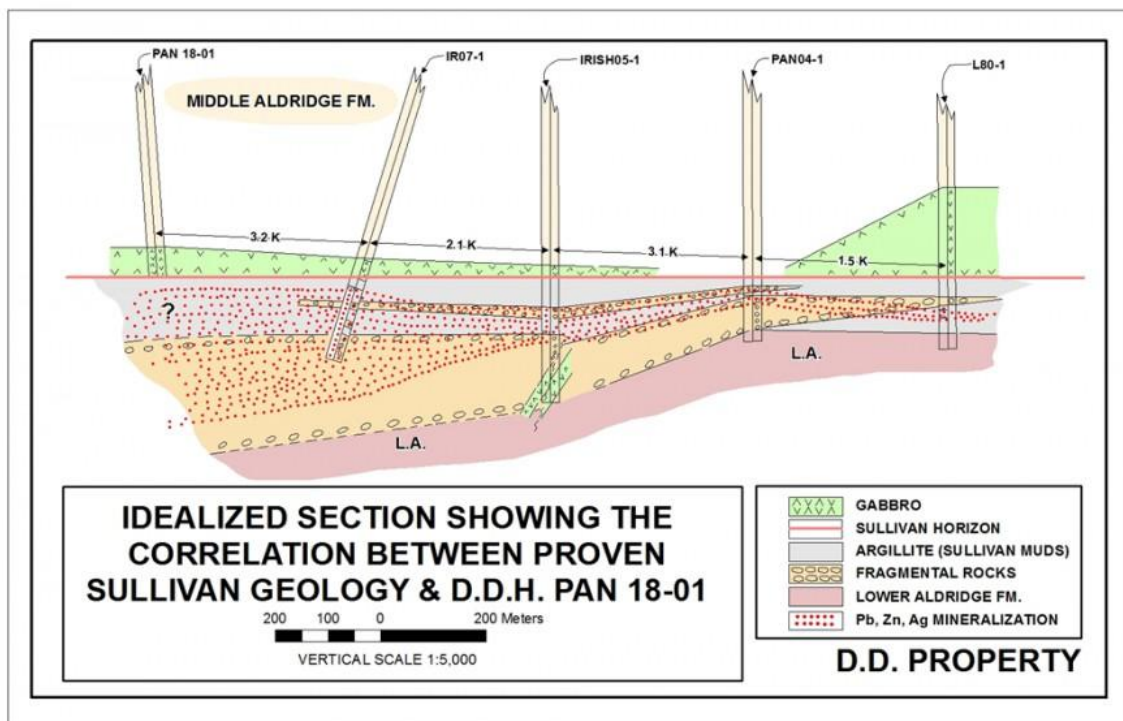 PAN 18-01
IR07-1
IRISH05-1
PAN04-1
L80-1
MIDDLE ALDRIDGE FM.
3.2 K
2.1 K
3.1 K
1.5 K
?
L.A.
L.A.
IDEALIZED SECTION SHOWING THE
CORRELATION BETWEEN PROVEN
SULLIVAN GEOLOGY & D.D.H. PAN 18-01
200 100 0 200 Meters
VERTICAL SCALE 1:5,000
GABBRO
SULLIVAN HORIZON
ARGILLITE (SULLIVAN MUDS)
FRAGMENTAL ROCKS
LOWER ALDRIDGE FM.
Pb, Zn, Ag MINERALIZATION
D.D. PROPERTY